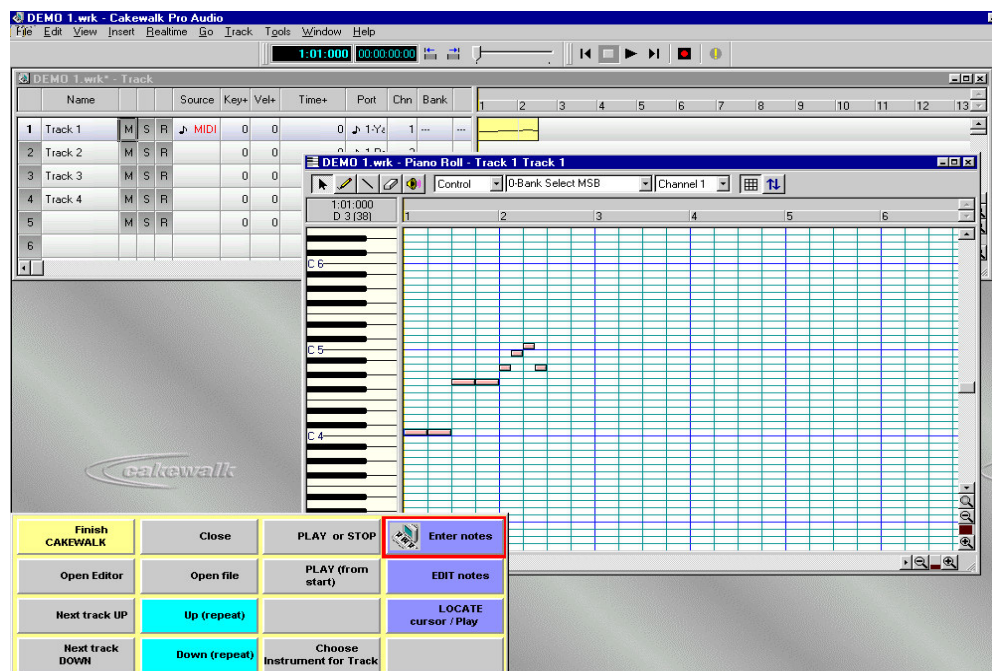 DEMO 1.wrk - Cakewalk Pro Audio
File Edit View Insert Realtime Go Track Tools Window Help
1:01:000 00:00:00:00
DEMO 1.wrk* - Track
Name Source Key+ Vel+ Time+ Port Chn Bank 1 2 3 4 5 6 7 8 9 10 11 12 13
1 Track 1 M S R MIDI 0 0 0 1-Ya 1 --- ---
2 Track 2 M S R 0 0 0
3 Track 3 M S R 0 0
4 Track 4 M S R 0 0
5 M S R 0 0
6
DEMO 1.wrk - Piano Roll - Track 1 Track 1
Control 0-Bank Select MSB Channel 1
1:01:000
D 3 (38) 1 2 3 4 5 6
C 6
C 5
C 4
cakewalk
Finish
CAKEWALK
Close
PLAY or STOP
Enter notes
Open Editor
Open file
PLAY (from
start)
EDIT notes
Next track UP
Up (repeat)
LOCATE
cursor / Play
Next track
DOWN
Down (repeat)
Choose
Instrument for Track